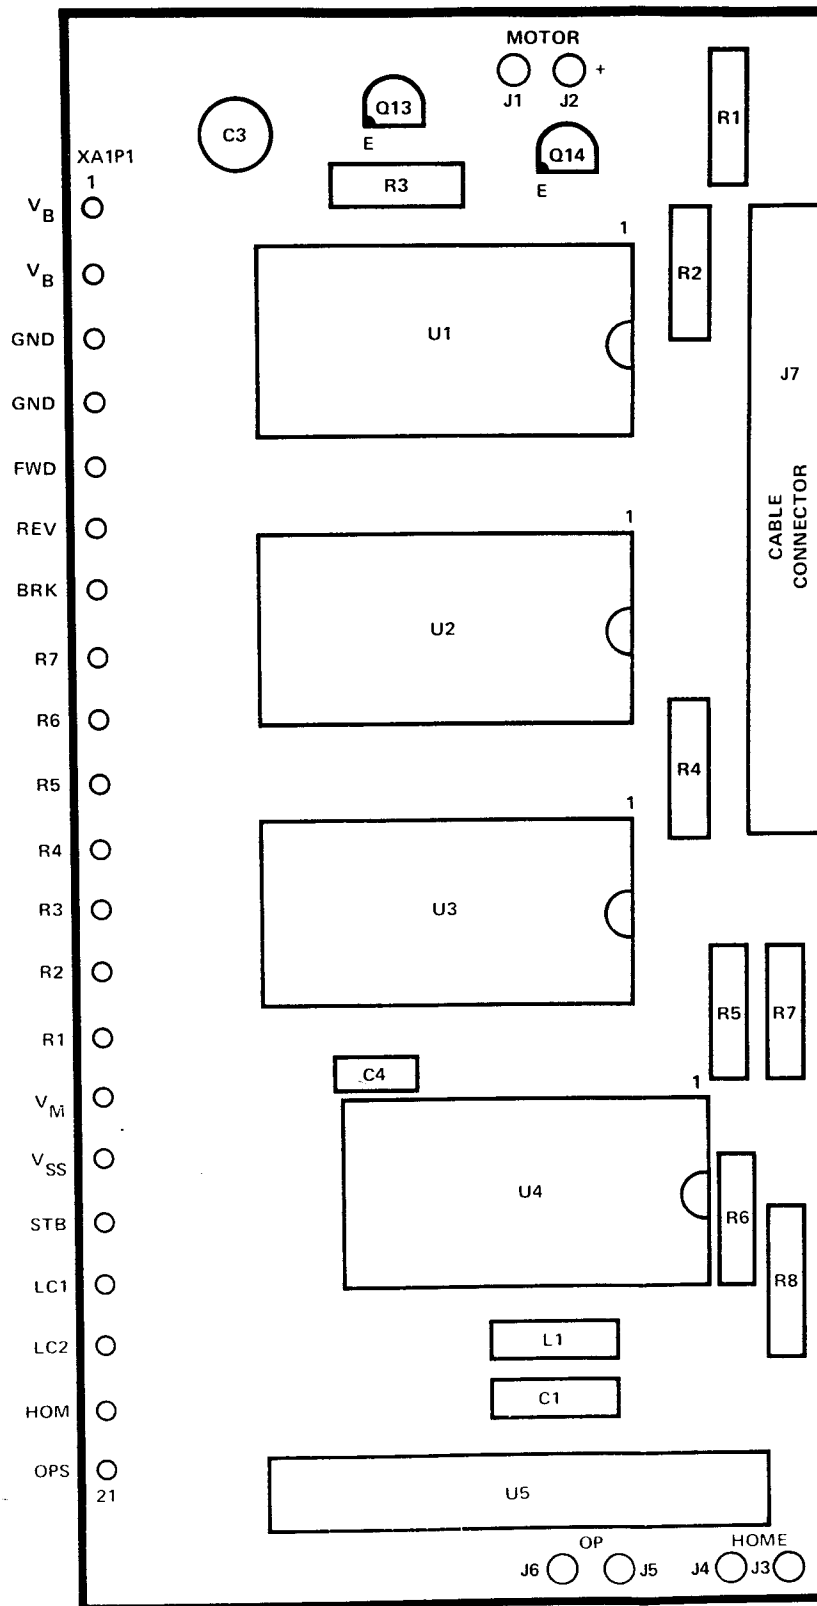 MOTOR
+
J1 J2
R1
Q13
C3
E
Q14
XA1P1
1
R3
E
VB
1
R2
VB
U1
GND
J7
GND
FWD
CABLE CONNECTOR
1
REV
BRK
U2
R7
R6
R4
R5
1
R4
R3
U3
R2
R5 R7
R1
C4
1
VM
VSS
U4
R6
STB
LC1
R8
L1
LC2
C1
HOM
OPS
21
U5
OP HOME
J6 J5 J4 J3